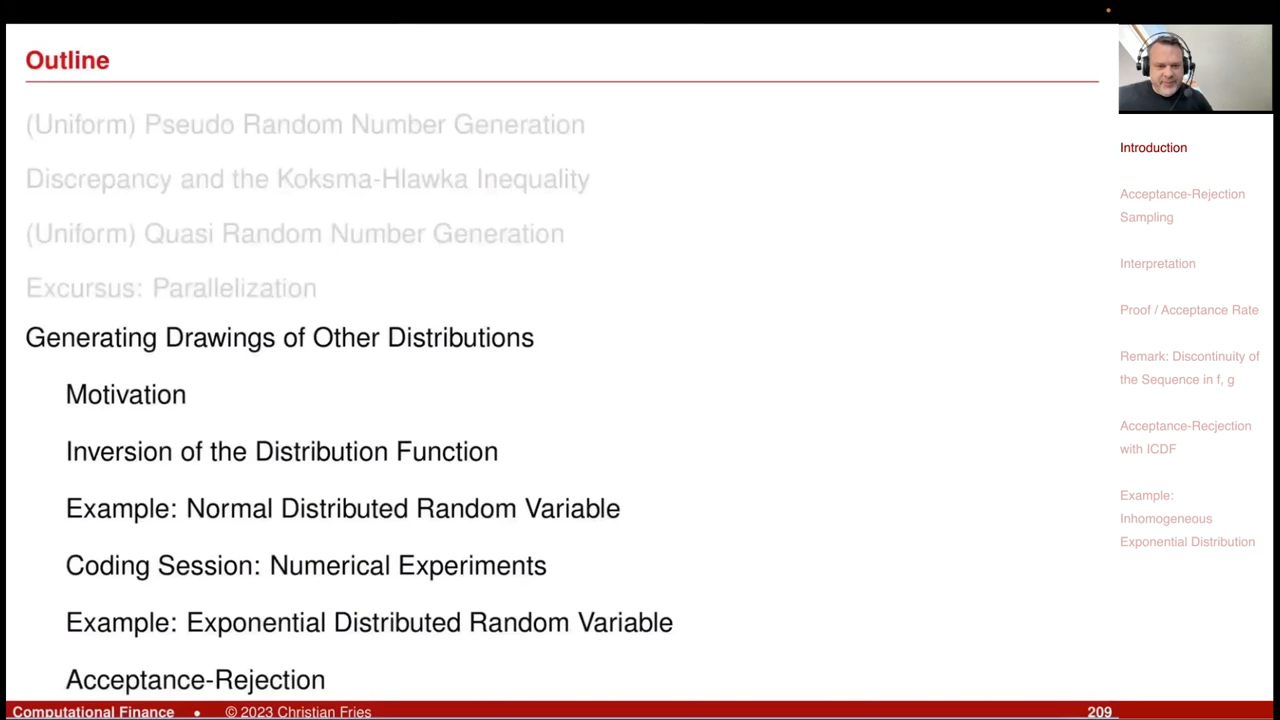 Outline
(Uniform) Pseudo Random Number Generation
Discrepancy and the Koksma-Hlawka Inequality
(Uniform) Quasi Random Number Generation
Excursus: Parallelization
Generating Drawings of Other Distributions
Motivation
Inversion of the Distribution Function
Example: Normal Distributed Random Variable
Coding Session: Numerical Experiments
Example: Exponential Distributed Random Variable
Acceptance-Rejection
Introduction
Acceptance-Rejection
Sampling
Interpretation
Proof / Acceptance Rate
Remark: Discontinuity of
the Sequence in f, g
Acceptance-Recjection
with ICDF
Example:
Inhomogeneous
Exponential Distribution
Computational Finance • © 2023 Christian Fries 209